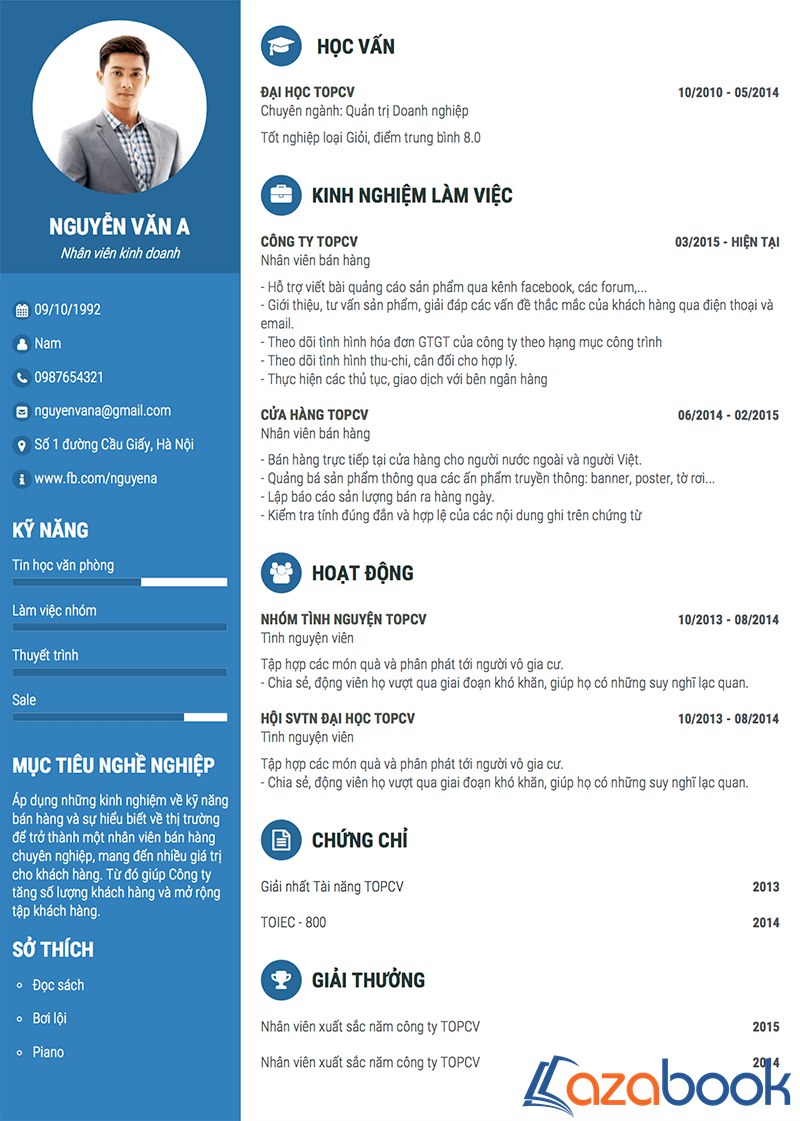 NGUYỄN VĂN A
Nhân viên kinh doanh
09/10/1992
Nam
0987654321
nguyenvana@gmail.com
Số 1 đường Cầu Giấy, Hà Nội
www.fb.com/nguyena
KỸ NĂNG
Tin học văn phòng
Làm việc nhóm
Thuyết trình
Sale
MỤC TIÊU NGHỀ NGHIỆP
Áp dụng những kinh nghiệm về kỹ năng
bán hàng và sự hiểu biết về thị trường
để trở thành một nhân viên bán hàng
chuyên nghiệp, mang đến nhiều giá trị
cho khách hàng. Từ đó giúp Công ty
tăng số lượng khách hàng và mở rộng
tập khách hàng.
SỞ THÍCH
Đọc sách
Bơi lội
Piano
HỌC VẤN
ĐẠI HỌC TOPCV 10/2010 - 05/2014
Chuyên ngành: Quản trị Doanh nghiệp
Tốt nghiệp loại Giỏi, điểm trung bình 8.0
KINH NGHIỆM LÀM VIỆC
CÔNG TY TOPCV 03/2015 - HIỆN TẠI
Nhân viên bán hàng
- Hỗ trợ viết bài quảng cáo sản phẩm qua kênh facebook, các forum,...
- Giới thiệu, tư vấn sản phẩm, giải đáp các vấn đề thắc mắc của khách hàng qua điện thoại và
email.
- Theo dõi tình hình hóa đơn GTGT của công ty theo hạng mục công trình
- Theo dõi tình hình thu-chi, cân đối cho hợp lý.
- Thực hiện các thủ tục, giao dịch với bên ngân hàng
CỬA HÀNG TOPCV 06/2014 - 02/2015
Nhân viên bán hàng
- Bán hàng trực tiếp tại cửa hàng cho người nước ngoài và người Việt.
- Quảng bá sản phẩm thông qua các ấn phẩm truyền thông: banner, poster, tờ rơi...
- Lập báo cáo sản lượng bán ra hàng ngày.
- Kiểm tra tính đúng đắn và hợp lệ của các nội dung ghi trên chứng từ
HOẠT ĐỘNG
NHÓM TÌNH NGUYỆN TOPCV 10/2013 - 08/2014
Tình nguyện viên
Tập hợp các món quà và phân phát tới người vô gia cư.
- Chia sẻ, động viên họ vượt qua giai đoạn khó khăn, giúp họ có những suy nghĩ lạc quan.
HỘI SVTN ĐẠI HỌC TOPCV 10/2013 - 08/2014
Tình nguyện viên
Tập hợp các món quà và phân phát tới người vô gia cư.
- Chia sẻ, động viên họ vượt qua giai đoạn khó khăn, giúp họ có những suy nghĩ lạc quan.
CHỨNG CHỈ
Giải nhất Tài năng TOPCV 2013
TOIEC - 800 2014
GIẢI THƯỞNG
Nhân viên xuất sắc năm công ty TOPCV 2015
Nhân viên xuất sắc năm công ty TOPCV 2014
azabook